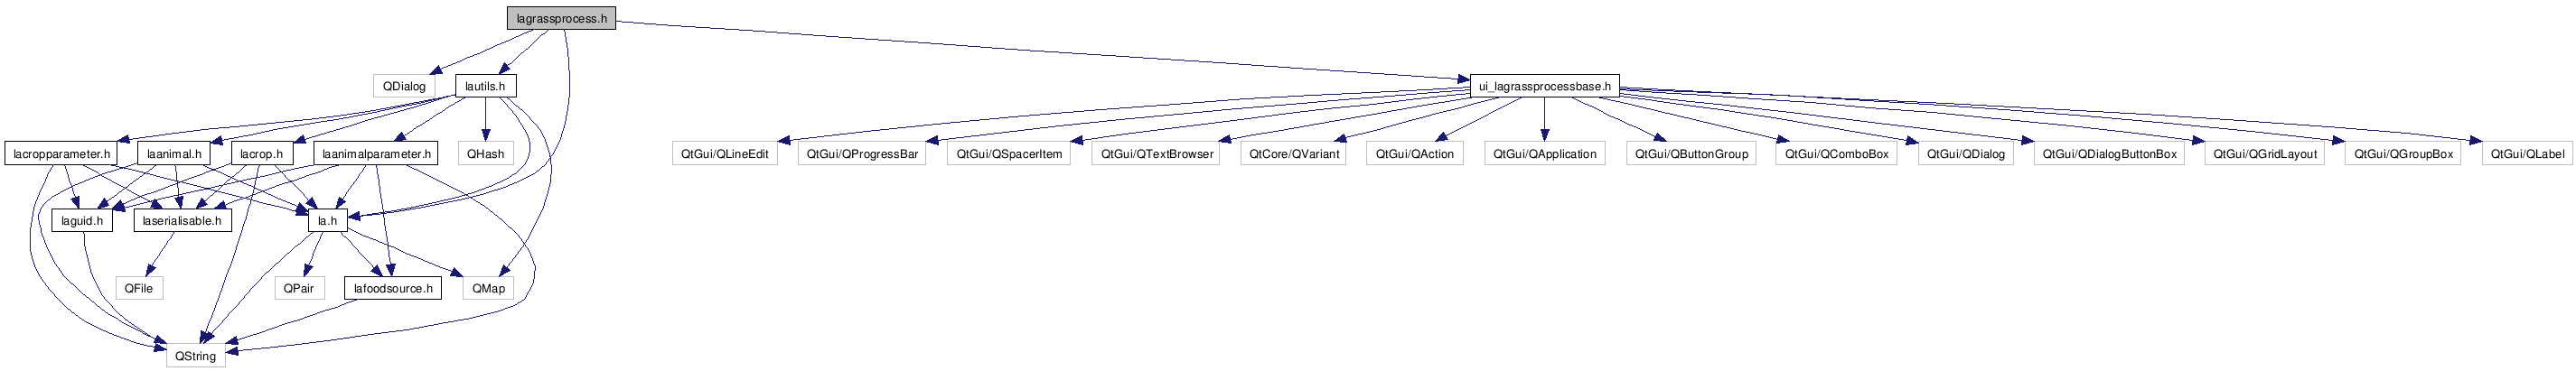 lagrassprocess.h
QDialog
lautils.h
ui_lagrassprocessbase.h
lacropparameter.h
laanimal.h
lacrop.h
laanimalparameter.h
QHash
QtGui/QLineEdit
QtGui/QProgressBar
QtGui/QSpacerItem
QtGui/QTextBrowser
QtCore/QVariant
QtGui/QAction
QtGui/QApplication
QtGui/QButtonGroup
QtGui/QComboBox
QtGui/QDialog
QtGui/QDialogButtonBox
QtGui/QGridLayout
QtGui/QGroupBox
QtGui/QLabel
laguid.h
laserialisable.h
la.h
QFile
QPair
lafoodsource.h
QMap
QString